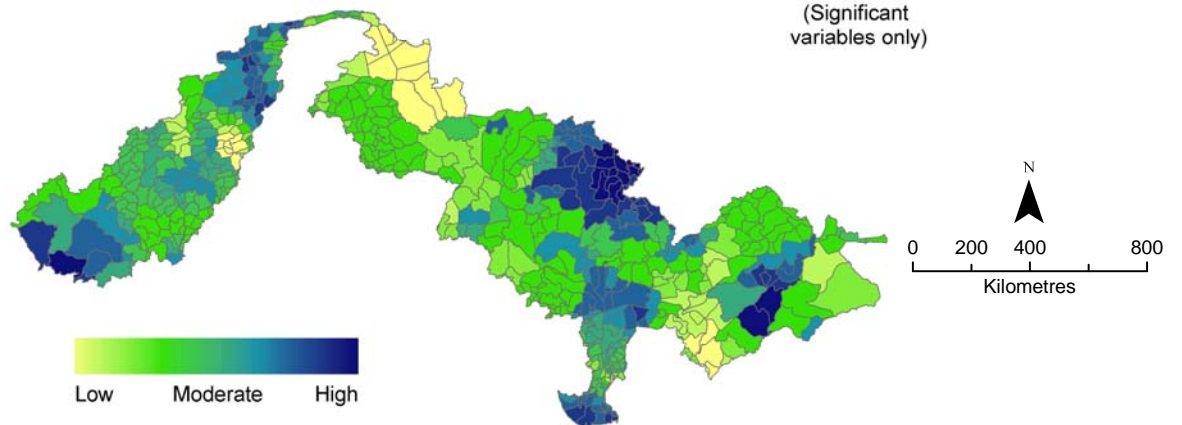 (Significant
variables only)
N
0 200 400 800
Kilometres
Low Moderate High